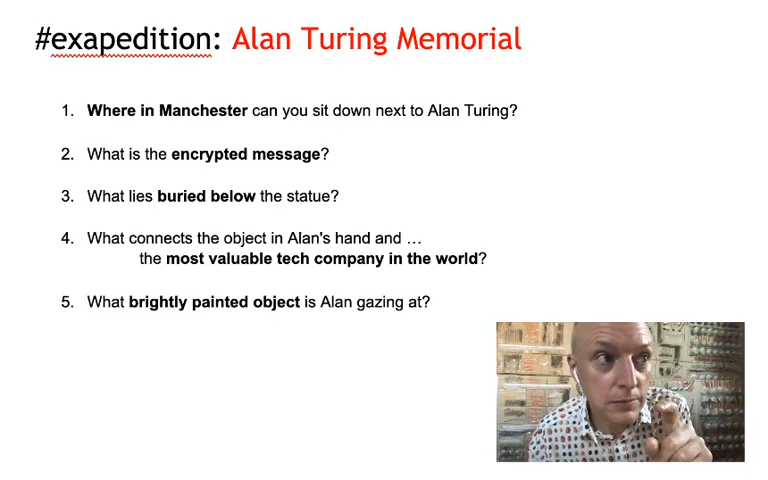 #exapedition: Alan Turing Memorial
1. Where in Manchester can you sit down next to Alan Turing?
2. What is the encrypted message?
3. What lies buried below the statue?
4. What connects the object in Alan's hand and …
the most valuable tech company in the world?
5. What brightly painted object is Alan gazing at?